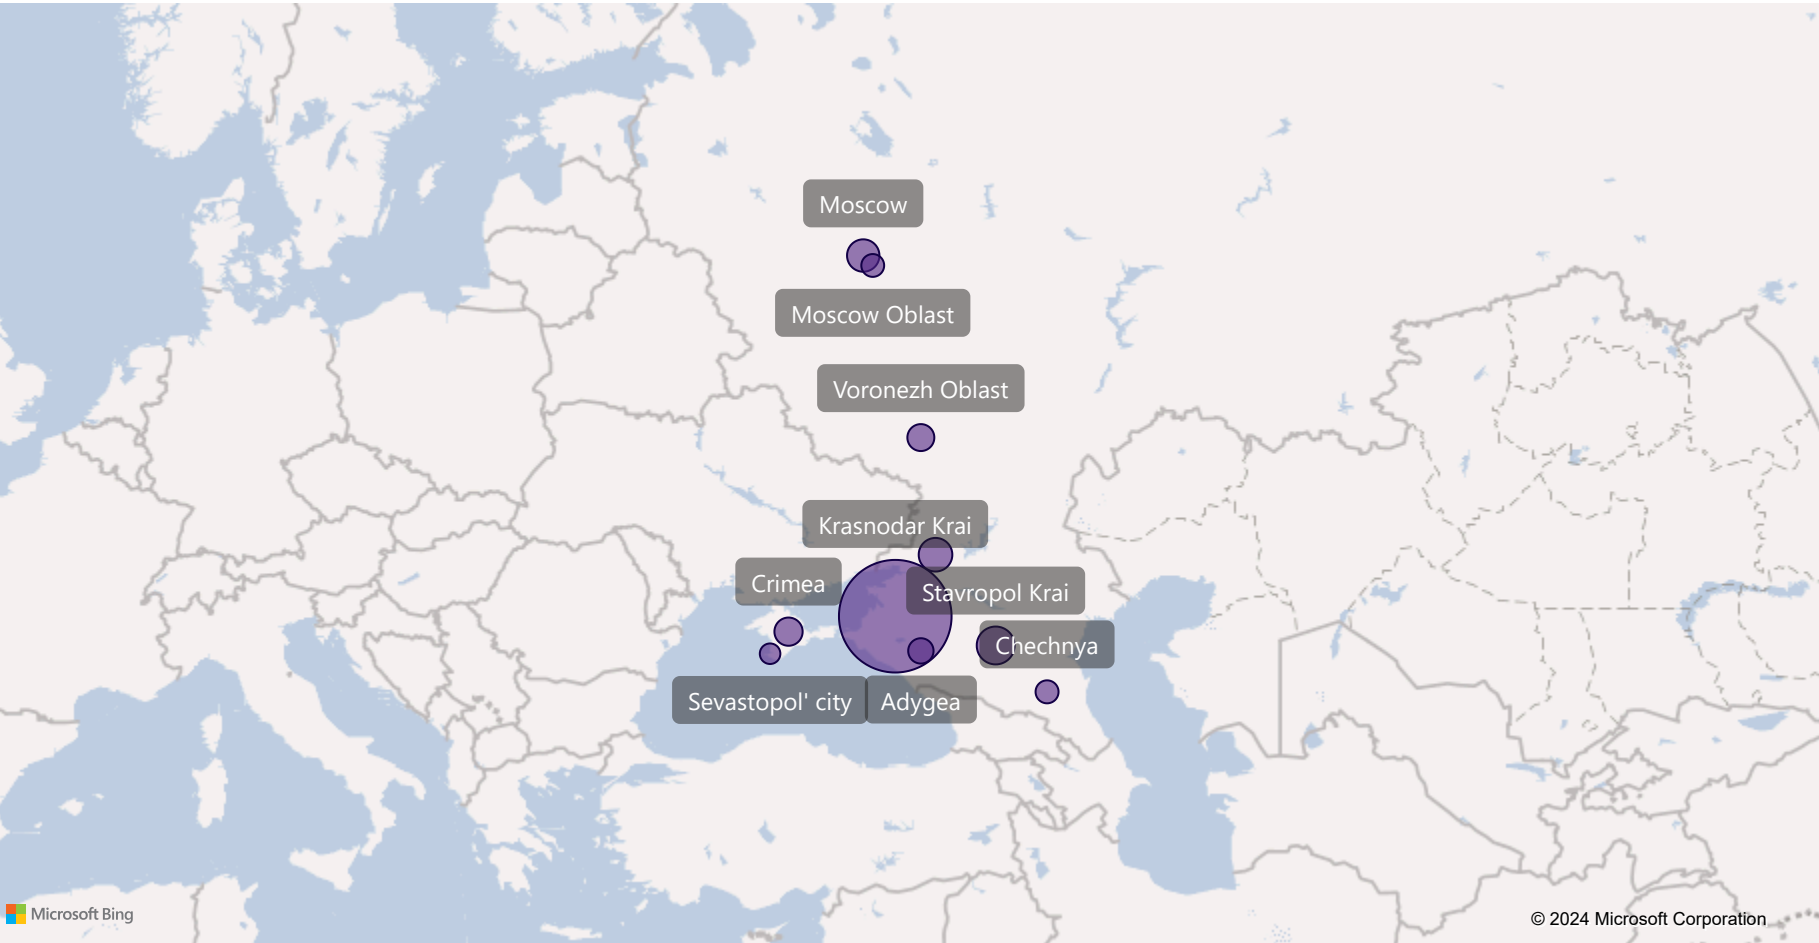 Moscow
Moscow Oblast
Voronezh Oblast
Krasnodar Krai
Crimea
Stavropol Krai
Chechnya
Sevastopol' city
Adygea
Microsoft Bing
© 2024 Microsoft Corporation